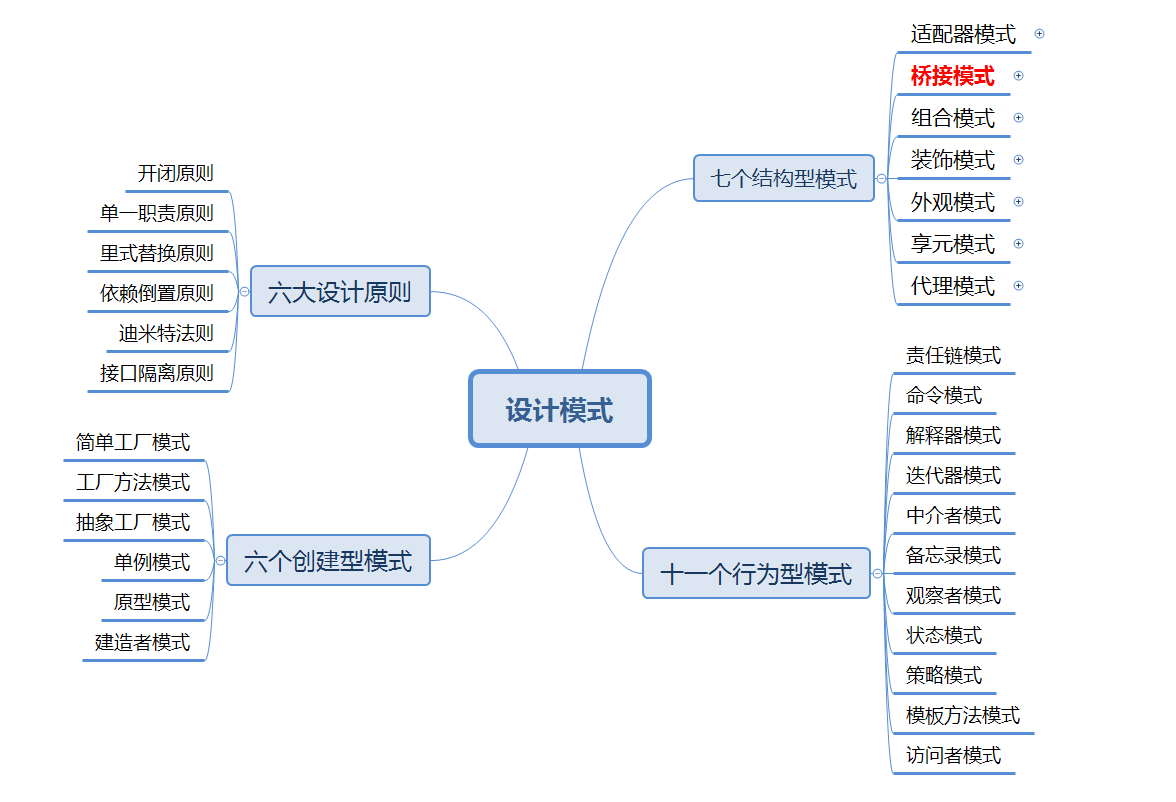 设计模式
六大设计原则
开闭原则
单一职责原则
里式替换原则
依赖倒置原则
迪米特法则
接口隔离原则
六个创建型模式
简单工厂模式
工厂方法模式
抽象工厂模式
单例模式
原型模式
建造者模式
七个结构型模式
适配器模式
桥接模式
组合模式
装饰模式
外观模式
享元模式
代理模式
十一个行为型模式
责任链模式
命令模式
解释器模式
迭代器模式
中介者模式
备忘录模式
观察者模式
状态模式
策略模式
模板方法模式
访问者模式